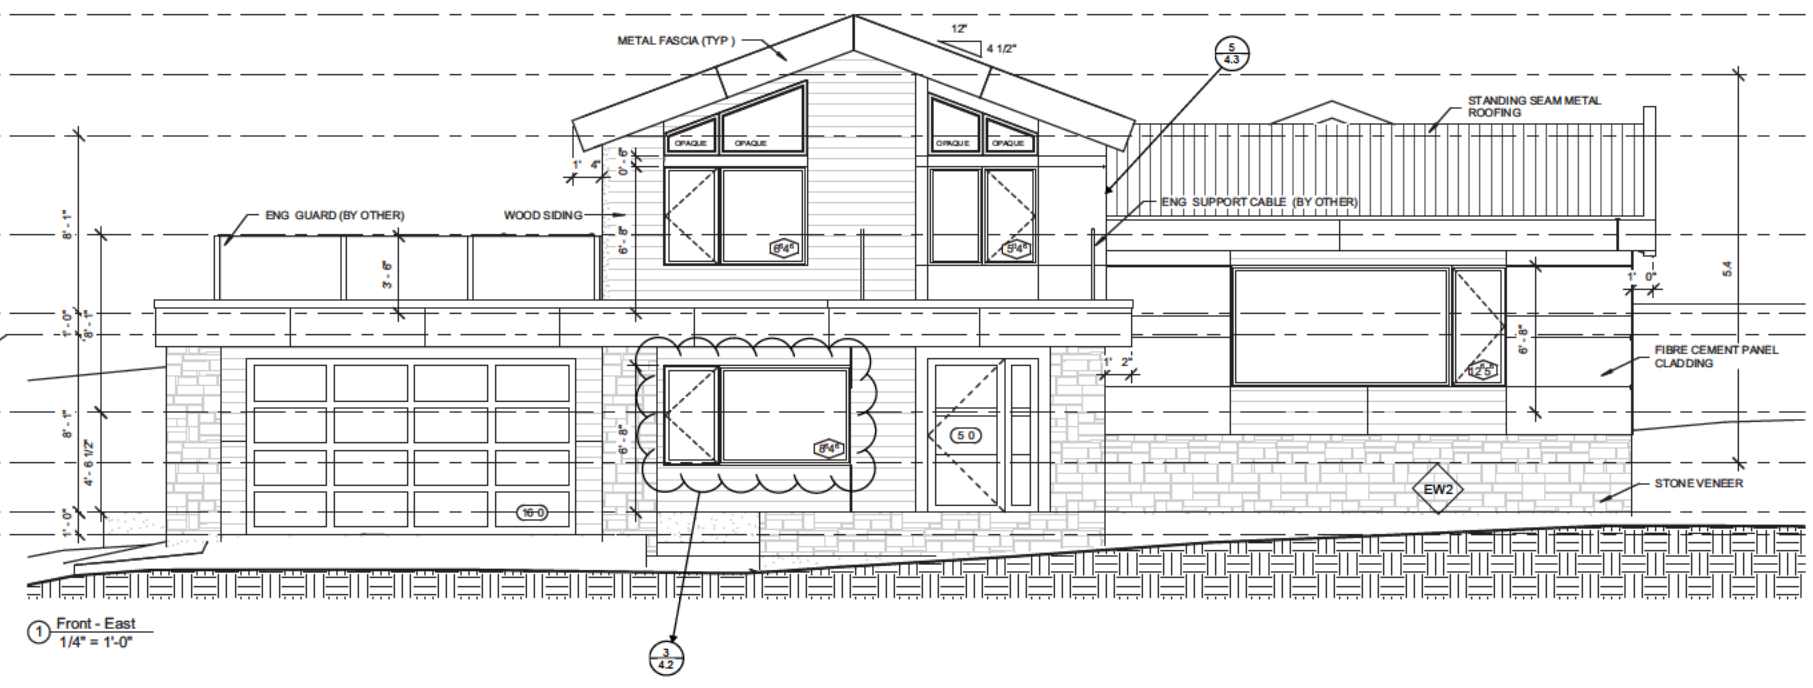 METAL FASCIA (TYP )
12"
4 1/2"
5
4.3
STANDING SEAM METAL
ROOFING
OPAQUE
OPAQUE
OPAQUE
OPAQUE
1' 4"
0' - 6"
ENG GUARD (BY OTHER)
WOOD SIDING
ENG SUPPORT CABLE (BY OTHER)
8' - 1"
6' - 8"
3' - 6"
5.4
1' 0"
1' - 0"
8' - 1"
6' - 8"
FIBRE CEMENT PANEL
CLADDING
1' 2"
8' - 1"
6' - 8"
5 0
4' - 6 1/2"
EW2
STONE VENEER
16 0
1' - 0"
1
Front - East
1/4" = 1'-0"
3
4.2